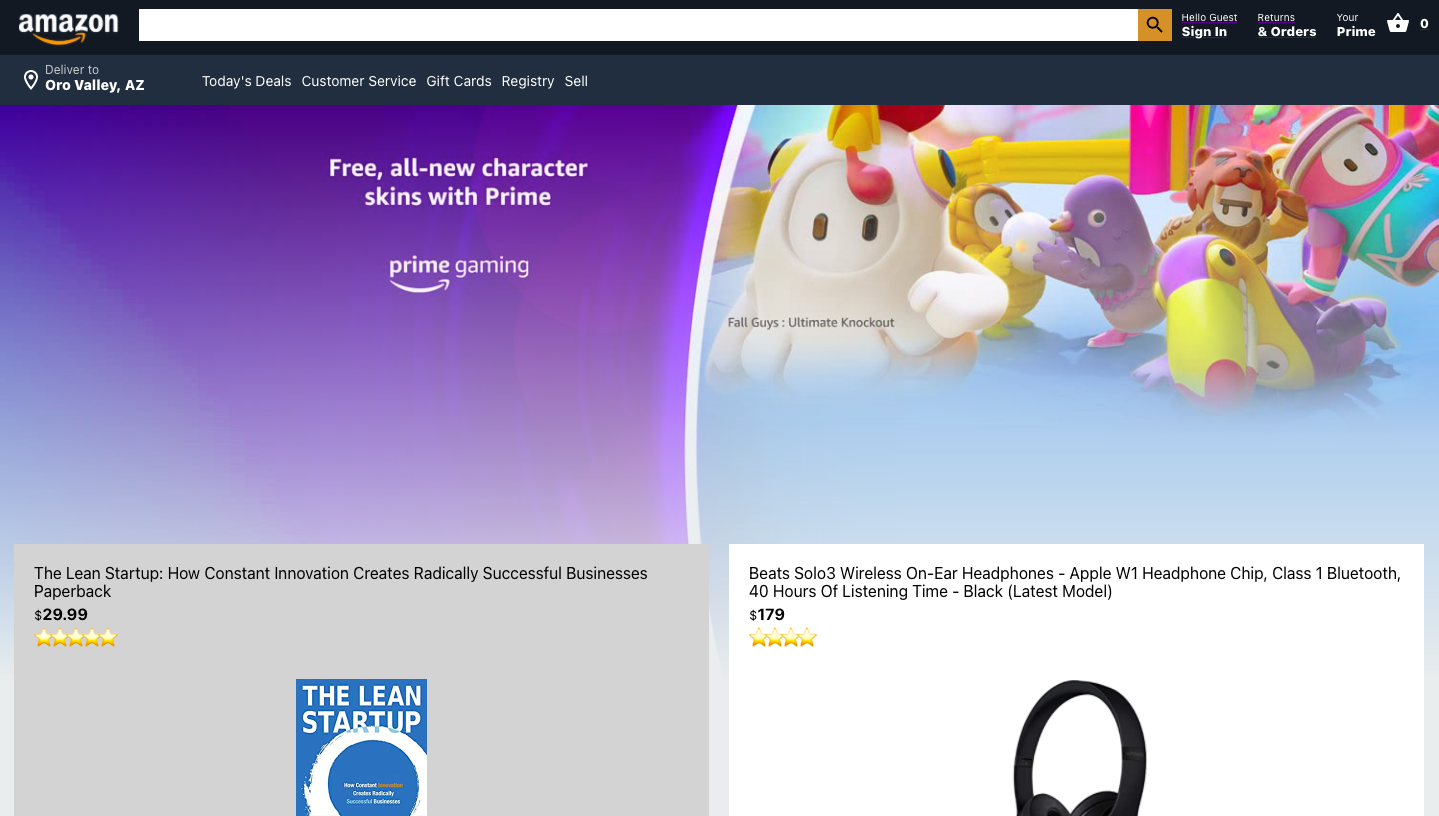 amazon
Hello Guest
Sign In
Returns
& Orders
Your
Prime
0
Deliver to
Oro Valley, AZ
Today's Deals Customer Service Gift Cards Registry Sell
Free, all-new character
skins with Prime
prime gaming
Fall Guys : Ultimate Knockout
The Lean Startup: How Constant Innovation Creates Radically Successful Businesses
Paperback
$29.99
THE LEAN
STARTUP
How Constant Innovation
Creates Radically
Successful Businesses
Beats Solo3 Wireless On-Ear Headphones - Apple W1 Headphone Chip, Class 1 Bluetooth,
40 Hours Of Listening Time - Black (Latest Model)
$179